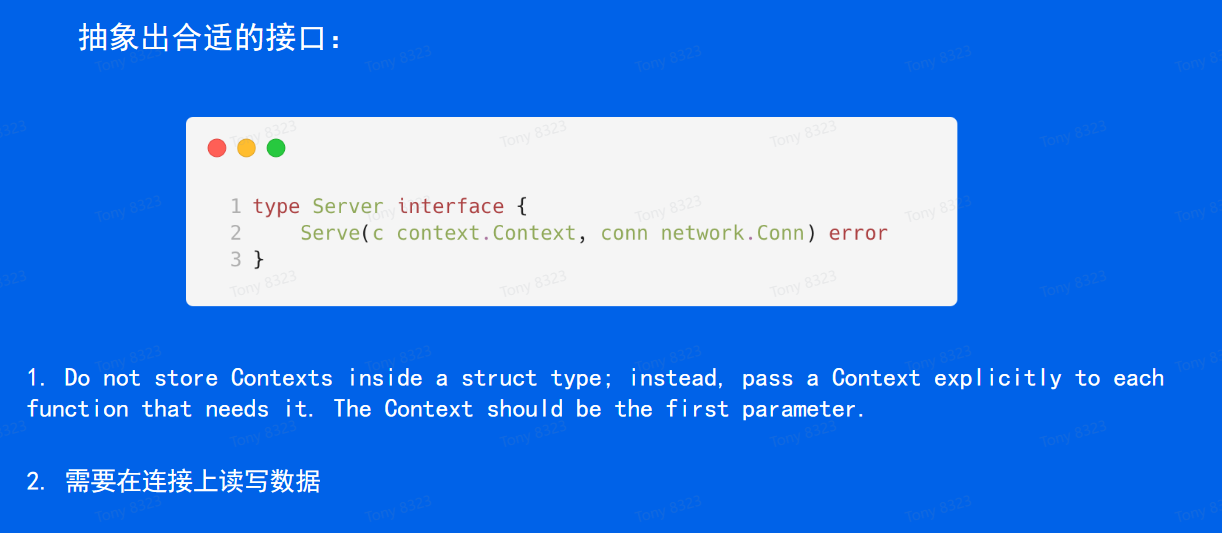 抽象出合适的接口：
1 type Server interface {
2     Serve(c context.Context, conn network.Conn) error
3 }
1. Do not store Contexts inside a struct type; instead, pass a Context explicitly to each
function that needs it. The Context should be the first parameter.
2. 需要在连接上读写数据
Tony 8323